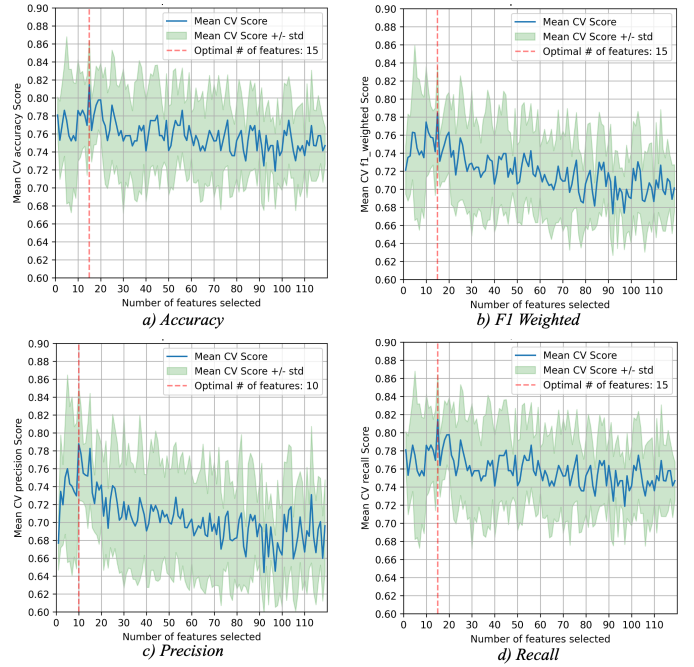 0.90
0.88
0.86
0.84
0.82
0.80
0.78
0.76
0.74
0.72
0.70
0.68
0.66
0.64
0.62
0.60
Mean CV accuracy Score
Mean CV Score
Mean CV Score +/- std
Optimal # of features: 15
0 10 20 30 40 50 60 70 80 90 100 110
Number of features selected
a) Accuracy
0.90
0.88
0.86
0.84
0.82
0.80
0.78
0.76
0.74
0.72
0.70
0.68
0.66
0.64
0.62
0.60
Mean CV f1_weighted Score
Mean CV Score
Mean CV Score +/- std
Optimal # of features: 15
0 10 20 30 40 50 60 70 80 90 100 110
Number of features selected
b) F1 Weighted
0.90
0.88
0.86
0.84
0.82
0.80
0.78
0.76
0.74
0.72
0.70
0.68
0.66
0.64
0.62
0.60
Mean CV precision Score
Mean CV Score
Mean CV Score +/- std
Optimal # of features: 10
0 10 20 30 40 50 60 70 80 90 100 110
Number of features selected
c) Precision
0.90
0.88
0.86
0.84
0.82
0.80
0.78
0.76
0.74
0.72
0.70
0.68
0.66
0.64
0.62
0.60
Mean CV recall Score
Mean CV Score
Mean CV Score +/- std
Optimal # of features: 15
0 10 20 30 40 50 60 70 80 90 100 110
Number of features selected
d) Recall